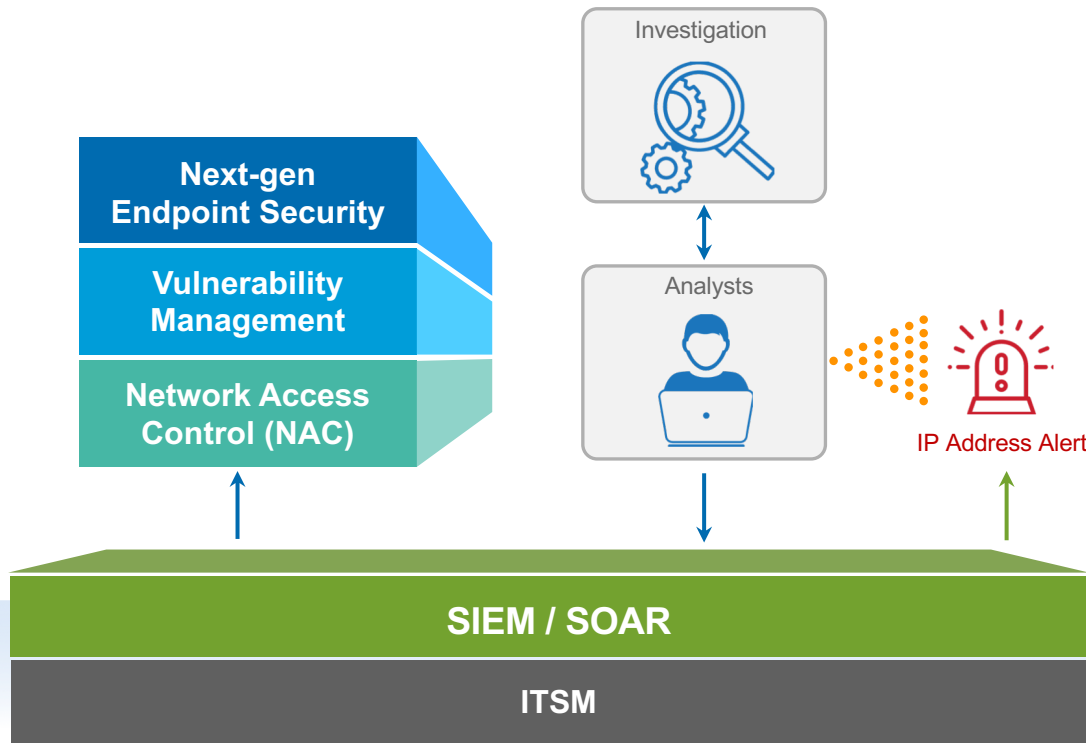 Investigation
Next-gen
Endpoint Security
Vulnerability
Management
Network Access
Control (NAC)
Analysts
IP Address Alert
SIEM / SOAR
ITSM